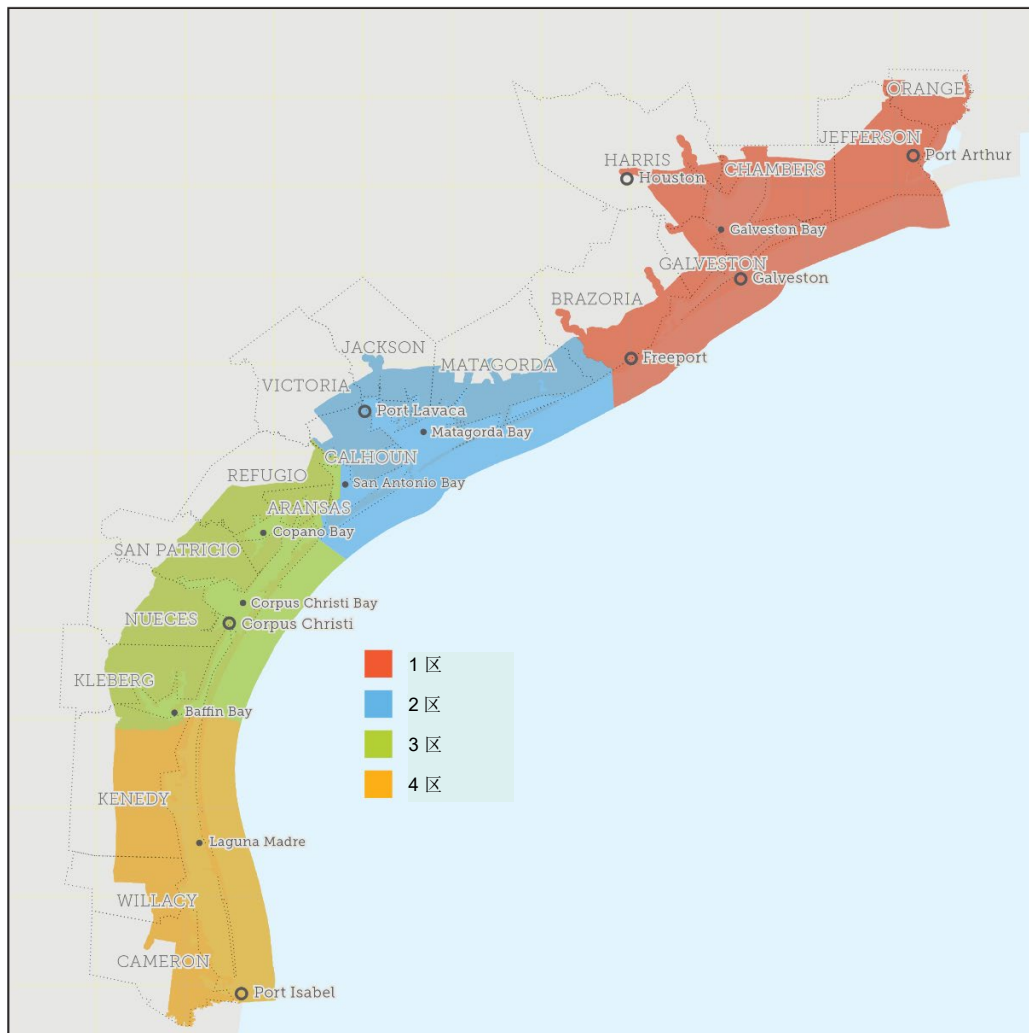 ORANGE
JEFFERSON
Port Arthur
HARRIS
CHAMBERS
Houston
Galveston Bay
GALVESTON
Galveston
BRAZORIA
Freeport
JACKSON
MATAGORDA
VICTORIA
Port Lavaca
Matagorda Bay
CALHOUN
REFUGIO
San Antonio Bay
ARANSAS
Copano Bay
SAN PATRICIO
Corpus Christi Bay
NUECES
Corpus Christi
KLEBERG
Baffin Bay
1 区
2 区
3 区
4 区
KENEDY
Laguna Madre
WILLACY
CAMERON
Port Isabel